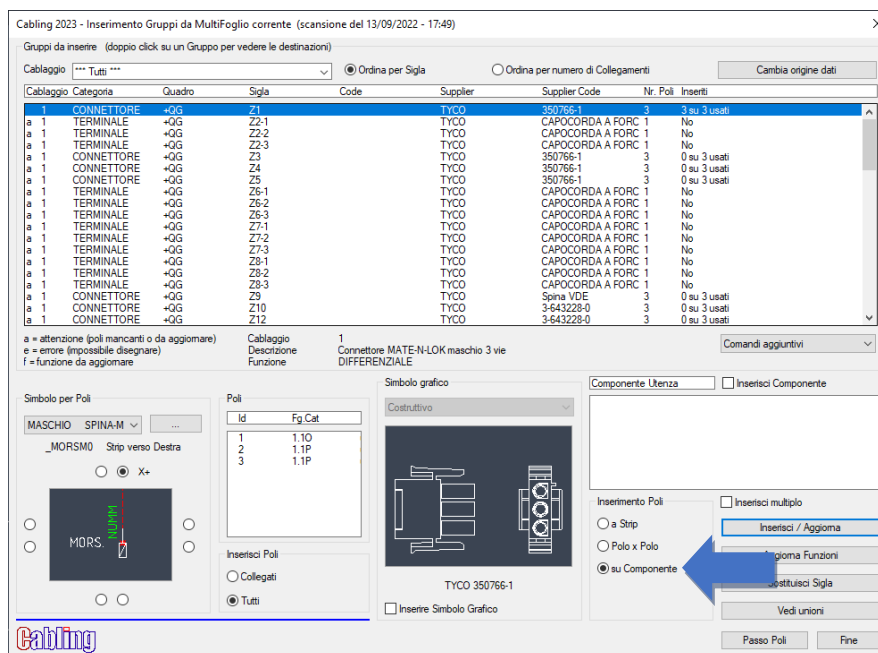 Cabling 2023 - Inserimento Gruppi da MultiFoglio corrente (scansione del 13/09/2022 - 17:49)
Gruppi da inserire (doppio click su un Gruppo per vedere le destinazioni)
Cablaggio *** Tutti *** Ordina per Sigla Ordina per numero di Collegamenti Cambia origine dati
Cablaggio Categoria Quadro Sigla Code Supplier Supplier Code Nr. Poli Inseriti
1 CONNETTORE +QG Z1 TYCO 350766-1 3 3 su 3 usati
a 1 TERMINALE +QG Z2-1 TYCO CAPOCORDA A FORC 1 No
a 1 TERMINALE +QG Z2-2 TYCO CAPOCORDA A FORC 1 No
a 1 TERMINALE +QG Z2-3 TYCO CAPOCORDA A FORC 1 No
a 1 CONNETTORE +QG Z3 TYCO 350766-1 3 0 su 3 usati
a 1 CONNETTORE +QG Z4 TYCO 350766-1 3 0 su 3 usati
a 1 CONNETTORE +QG Z5 TYCO 350766-1 3 0 su 3 usati
a 1 TERMINALE +QG Z6-1 TYCO CAPOCORDA A FORC 1 No
a 1 TERMINALE +QG Z6-2 TYCO CAPOCORDA A FORC 1 No
a 1 TERMINALE +QG Z6-3 TYCO CAPOCORDA A FORC 1 No
a 1 TERMINALE +QG Z7-1 TYCO CAPOCORDA A FORC 1 No
a 1 TERMINALE +QG Z7-2 TYCO CAPOCORDA A FORC 1 No
a 1 TERMINALE +QG Z7-3 TYCO CAPOCORDA A FORC 1 No
a 1 TERMINALE +QG Z8-1 TYCO CAPOCORDA A FORC 1 No
a 1 TERMINALE +QG Z8-2 TYCO CAPOCORDA A FORC 1 No
a 1 TERMINALE +QG Z8-3 TYCO CAPOCORDA A FORC 1 No
a 1 CONNETTORE +QG Z9 TYCO Spina VDE 3 0 su 3 usati
a 1 CONNETTORE +QG Z10 TYCO 3-643228-0 3 0 su 3 usati
a 1 CONNETTORE +QG Z12 TYCO 3-643228-0 3 0 su 3 usati
a = attenzione (poli mancanti o da aggiornare) Cablaggio 1 Comandi aggiuntivi
e = errore (impossibile disegnare) Descrizione Connettore MATE-N-LOK maschio 3 vie
f = funzione da aggiornare Funzione DIFFERENZIALE
Simbolo per Poli
MASCHIO SPINA-M ...
_MORSM0 Strip verso Destra
X+
MORS. NUMM
Poli
Id Fg.Cat
1 1.1O
2 1.1P
3 1.1P
Inserisci Poli
Collegati
Tutti
Simbolo grafico
Costruttivo
TYCO 350766-1
Inserire Simbolo Grafico
Componente Utenza Inserisci Componente
Inserimento Poli
a Strip
Polo x Polo
su Componente
Inserisci multiplo
Inserisci / Aggiorna
Aggiorna Funzioni
Sostituisci Sigla
Vedi unioni
Passo Poli Fine
Cabling